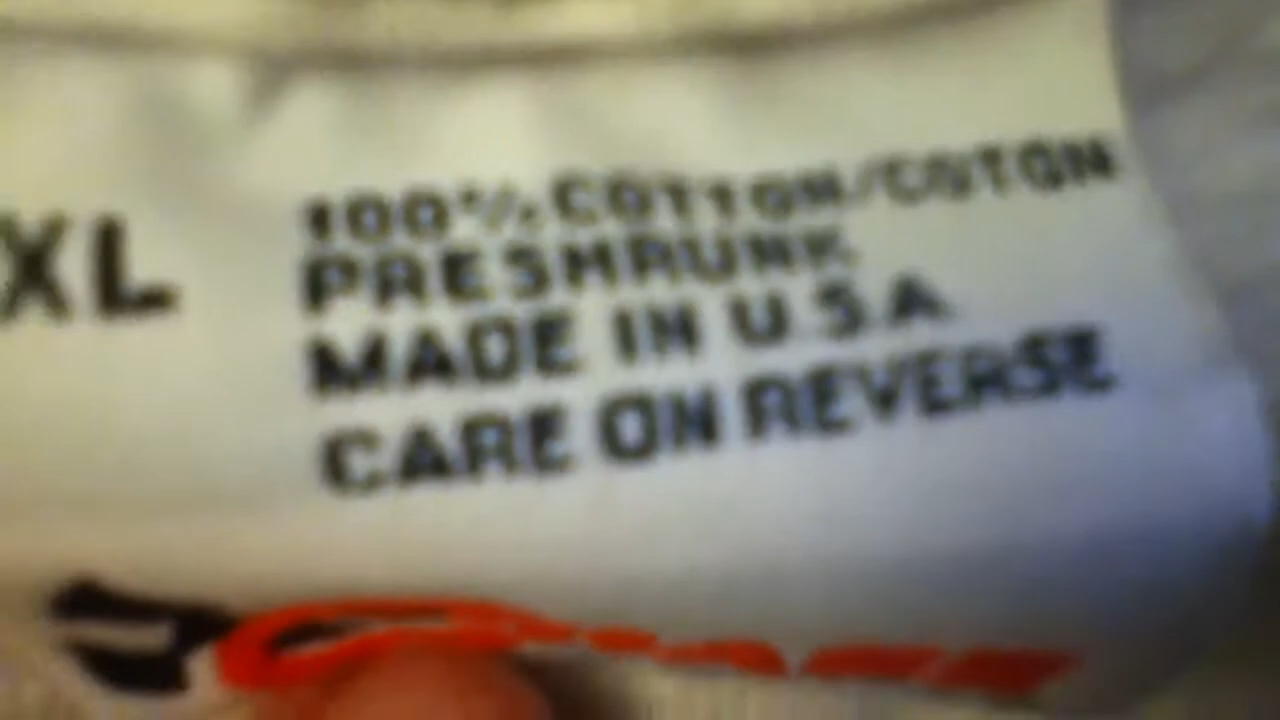 XL
100% COTTON/COTON
PRESHRUNK
MADE IN U.S.A.
CARE ON REVERSE